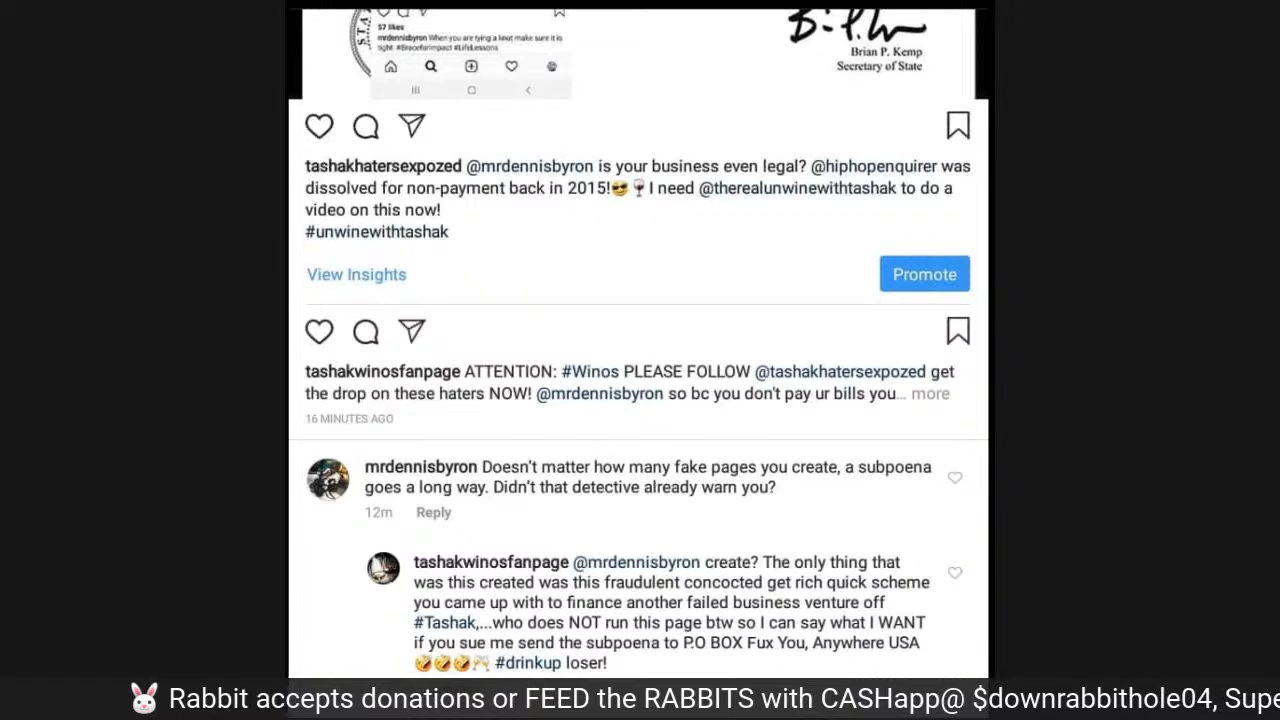 STA
57 likes
mrdennisbyron When you are tying a knot make sure it is
tight #Braceforimpact #LifeLessons
Brian P. Kemp
Secretary of State
tashakhatersexpozed @mrdennisbyron is your business even legal? @hiphopenquirer was
dissolved for non-payment back in 2015!😎🍷I need @therealunwinewithtashak to do a
video on this now!
#unwinewithtashak
View Insights
Promote
tashakwinosfanpage ATTENTION: #Winos PLEASE FOLLOW @tashakhatersexpozed get
the drop on these haters NOW! @mrdennisbyron so bc you don't pay ur bills you... more
16 MINUTES AGO
mrdennisbyron Doesn't matter how many fake pages you create, a subpoena
goes a long way. Didn't that detective already warn you?
12m Reply
tashakwinosfanpage @mrdennisbyron create? The only thing that
was this created was this fraudulent concocted get rich quick scheme
you came up with to finance another failed business venture off
#Tashak,...who does NOT run this page btw so I can say what I WANT
if you sue me send the subpoena to P.O BOX Fux You, Anywhere USA
🤣🤣🤣🥂 #drinkup loser!
🐰 Rabbit accepts donations or FEED the RABBITS with CASHapp@ $downrabbithole04, Supe